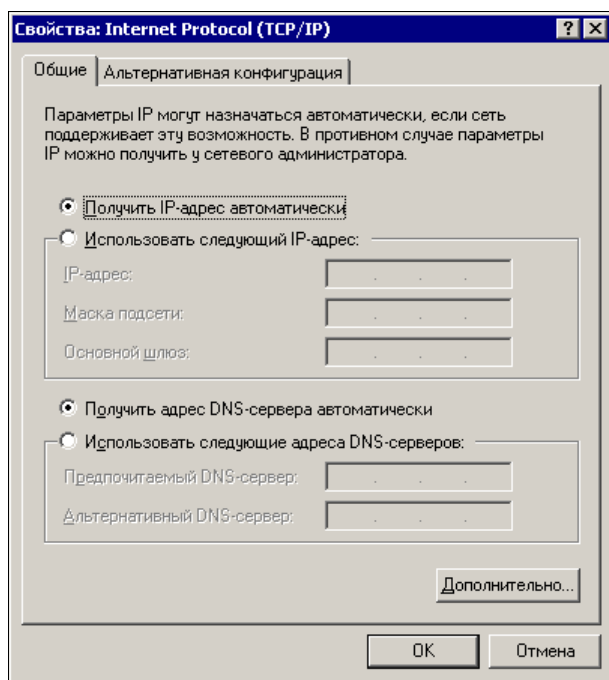 Свойства: Internet Protocol (TCP/IP)
Общие
Альтернативная конфигурация
Параметры IP могут назначаться автоматически, если сеть
поддерживает эту возможность. В противном случае параметры
IP можно получить у сетевого администратора.
Получить IP-адрес автоматически
Использовать следующий IP-адрес:
IP-адрес:
Маска подсети:
Основной шлюз:
Получить адрес DNS-сервера автоматически
Использовать следующие адреса DNS-серверов:
Предпочитаемый DNS-сервер:
Альтернативный DNS-сервер:
Дополнительно...
OK
Отмена